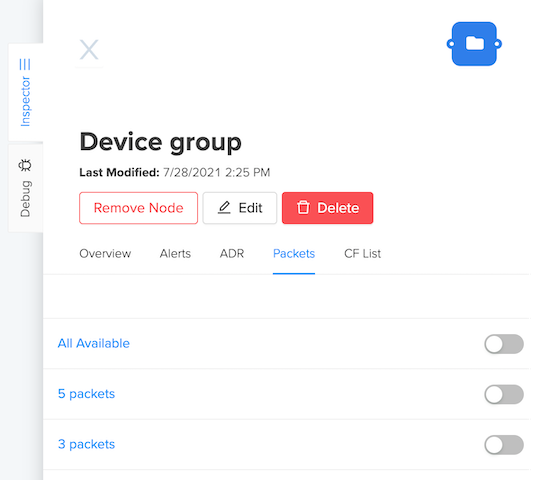 X
Inspector
Debug
Device group
Last Modified: 7/28/2021 2:25 PM
Remove Node Edit Delete
Overview Alerts ADR Packets CF List
All Available
5 packets
3 packets